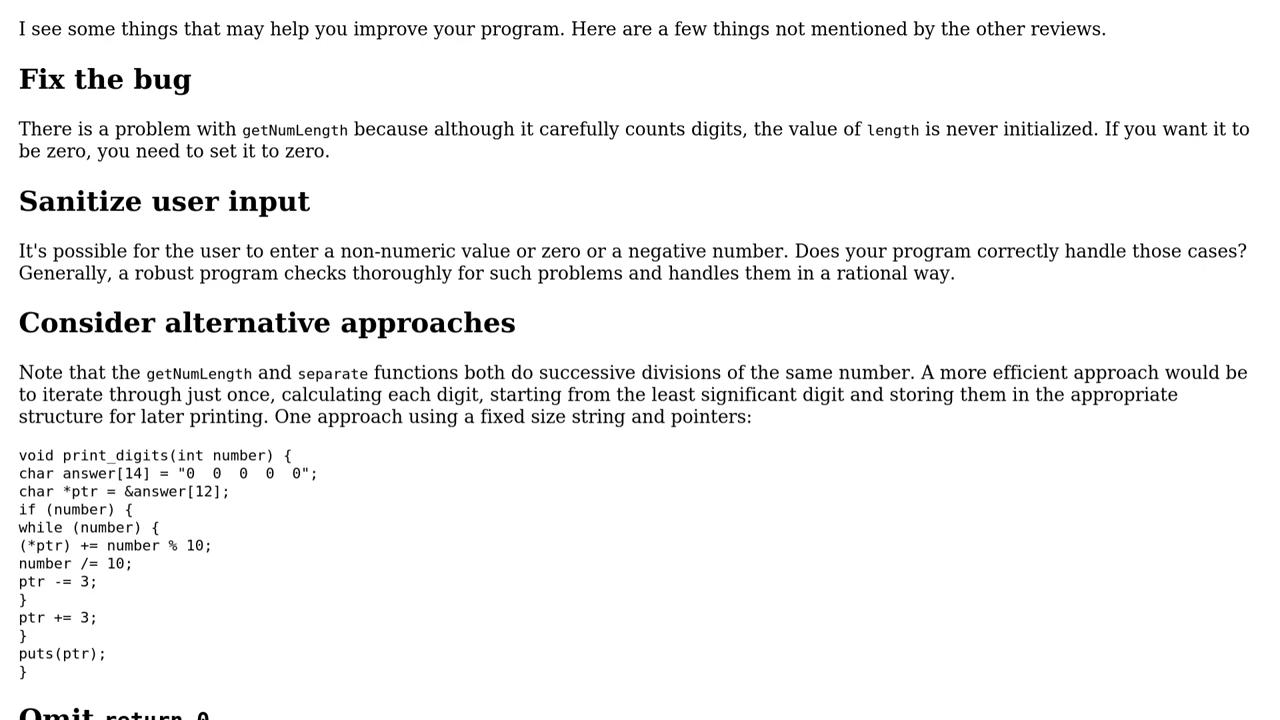 I see some things that may help you improve your program. Here are a few things not mentioned by the other reviews.
Fix the bug
There is a problem with getNumLength because although it carefully counts digits, the value of length is never initialized. If you want it to
be zero, you need to set it to zero.
Sanitize user input
It's possible for the user to enter a non-numeric value or zero or a negative number. Does your program correctly handle those cases?
Generally, a robust program checks thoroughly for such problems and handles them in a rational way.
Consider alternative approaches
Note that the getNumLength and separate functions both do successive divisions of the same number. A more efficient approach would be
to iterate through just once, calculating each digit, starting from the least significant digit and storing them in the appropriate
structure for later printing. One approach using a fixed size string and pointers:
void print_digits(int number) {
char answer[14] = "0  0  0  0  0";
char *ptr = &answer[12];
if (number) {
while (number) {
(*ptr) += number % 10;
number /= 10;
ptr -= 3;
}
ptr += 3;
}
puts(ptr);
}
Omit return 0